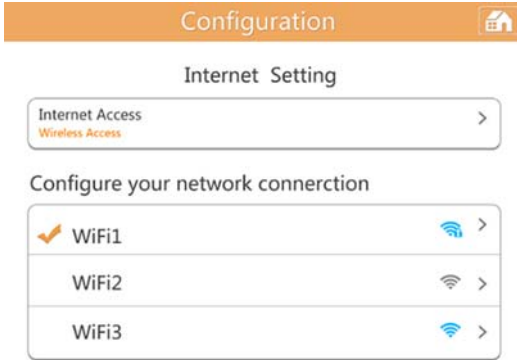 Configuration
Internet Setting
Internet Access
Wireless Access
Configure your network connerction
WiFi1
WiFi2
WiFi3